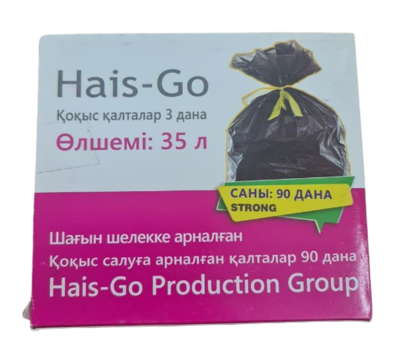 Hais-Go
Қоқыс қалталар 3 дана
Өлшемі: 35 л
САНЫ: 90 ДАНА
STRONG
Шағын шелекке арналған
Қоқыс салуға арналған қалталар 90 дана
Hais-Go Production Group